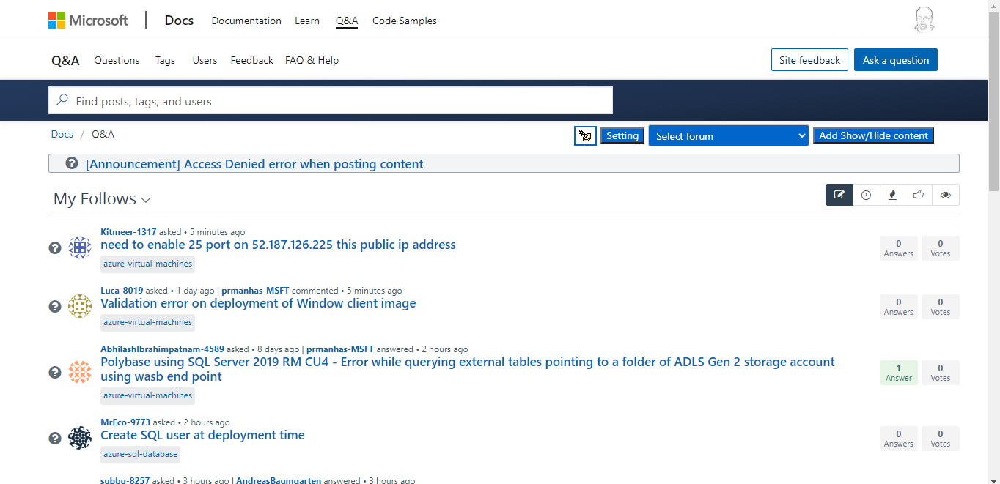 Microsoft Docs Documentation Learn Q&A Code Samples
Q&A Questions Tags Users Feedback FAQ & Help Site feedback Ask a question
Find posts, tags, and users
Docs / Q&A Setting Select forum Add Show/Hide content
[Announcement] Access Denied error when posting content
My Follows
Kitmeer-1317 asked • 5 minutes ago
need to enable 25 port on 52.187.126.225 this public ip address
azure-virtual-machines
0 Answers
0 Votes
Luca-8019 asked • 1 day ago | prmanhas-MSFT commented • 5 minutes ago
Validation error on deployment of Window client image
azure-virtual-machines
0 Answers
0 Votes
AbhilashIbrahimpatnam-4589 asked • 8 days ago | prmanhas-MSFT answered • 2 hours ago
Polybase using SQL Server 2019 RM CU4 - Error while querying external tables pointing to a folder of ADLS Gen 2 storage account
using wasb end point
azure-virtual-machines
1 Answer
0 Votes
MrEco-9773 asked • 2 hours ago
Create SQL user at deployment time
azure-sql-database
0 Answers
0 Votes
subbu-8257 asked • 3 hours ago | AndreasBaumgarten answered • 3 hours ago